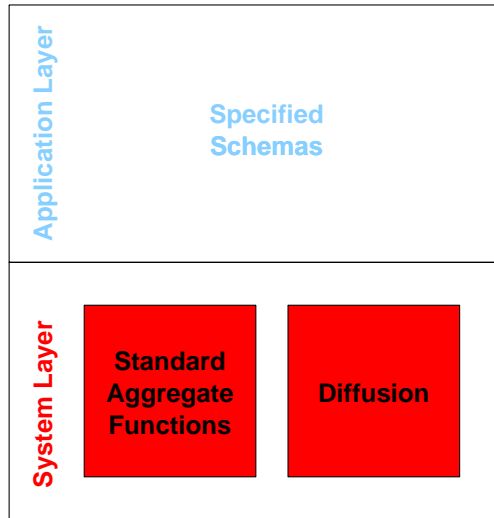 Application Layer
Specified
Schemas
System Layer
Standard
Aggregate
Functions
Diffusion